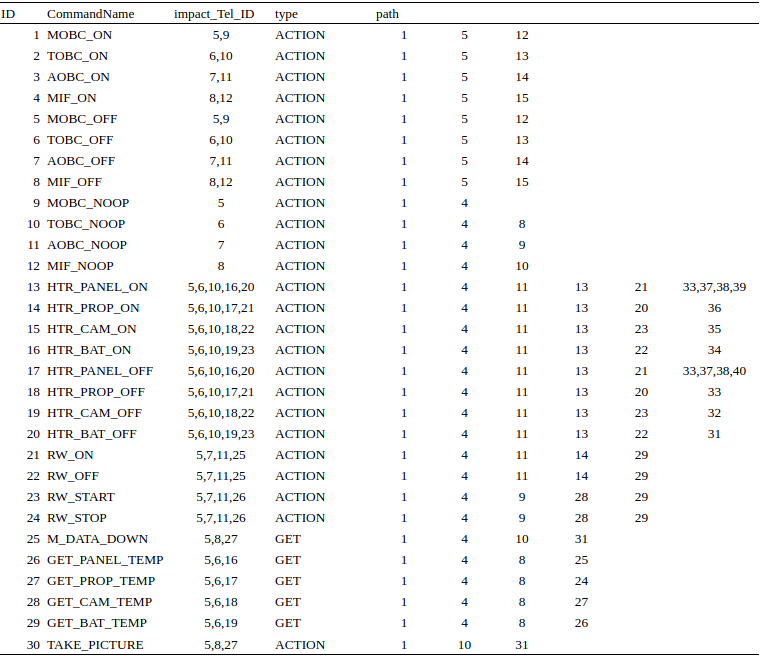 ID CommandName impact_Tel_ID type path
1 MOBC_ON 5,9 ACTION 1 5 12
2 TOBC_ON 6,10 ACTION 1 5 13
3 AOBC_ON 7,11 ACTION 1 5 14
4 MIF_ON 8,12 ACTION 1 5 15
5 MOBC_OFF 5,9 ACTION 1 5 12
6 TOBC_OFF 6,10 ACTION 1 5 13
7 AOBC_OFF 7,11 ACTION 1 5 14
8 MIF_OFF 8,12 ACTION 1 5 15
9 MOBC_NOOP 5 ACTION 1 4
10 TOBC_NOOP 6 ACTION 1 4 8
11 AOBC_NOOP 7 ACTION 1 4 9
12 MIF_NOOP 8 ACTION 1 4 10
13 HTR_PANEL_ON 5,6,10,16,20 ACTION 1 4 11 13 21 33,37,38,39
14 HTR_PROP_ON 5,6,10,17,21 ACTION 1 4 11 13 20 36
15 HTR_CAM_ON 5,6,10,18,22 ACTION 1 4 11 13 23 35
16 HTR_BAT_ON 5,6,10,19,23 ACTION 1 4 11 13 22 34
17 HTR_PANEL_OFF 5,6,10,16,20 ACTION 1 4 11 13 21 33,37,38,40
18 HTR_PROP_OFF 5,6,10,17,21 ACTION 1 4 11 13 20 33
19 HTR_CAM_OFF 5,6,10,18,22 ACTION 1 4 11 13 23 32
20 HTR_BAT_OFF 5,6,10,19,23 ACTION 1 4 11 13 22 31
21 RW_ON 5,7,11,25 ACTION 1 4 11 14 29
22 RW_OFF 5,7,11,25 ACTION 1 4 11 14 29
23 RW_START 5,7,11,26 ACTION 1 4 9 28 29
24 RW_STOP 5,7,11,26 ACTION 1 4 9 28 29
25 M_DATA_DOWN 5,8,27 GET 1 4 10 31
26 GET_PANEL_TEMP 5,6,16 GET 1 4 8 25
27 GET_PROP_TEMP 5,6,17 GET 1 4 8 24
28 GET_CAM_TEMP 5,6,18 GET 1 4 8 27
29 GET_BAT_TEMP 5,6,19 GET 1 4 8 26
30 TAKE_PICTURE 5,8,27 ACTION 1 10 31